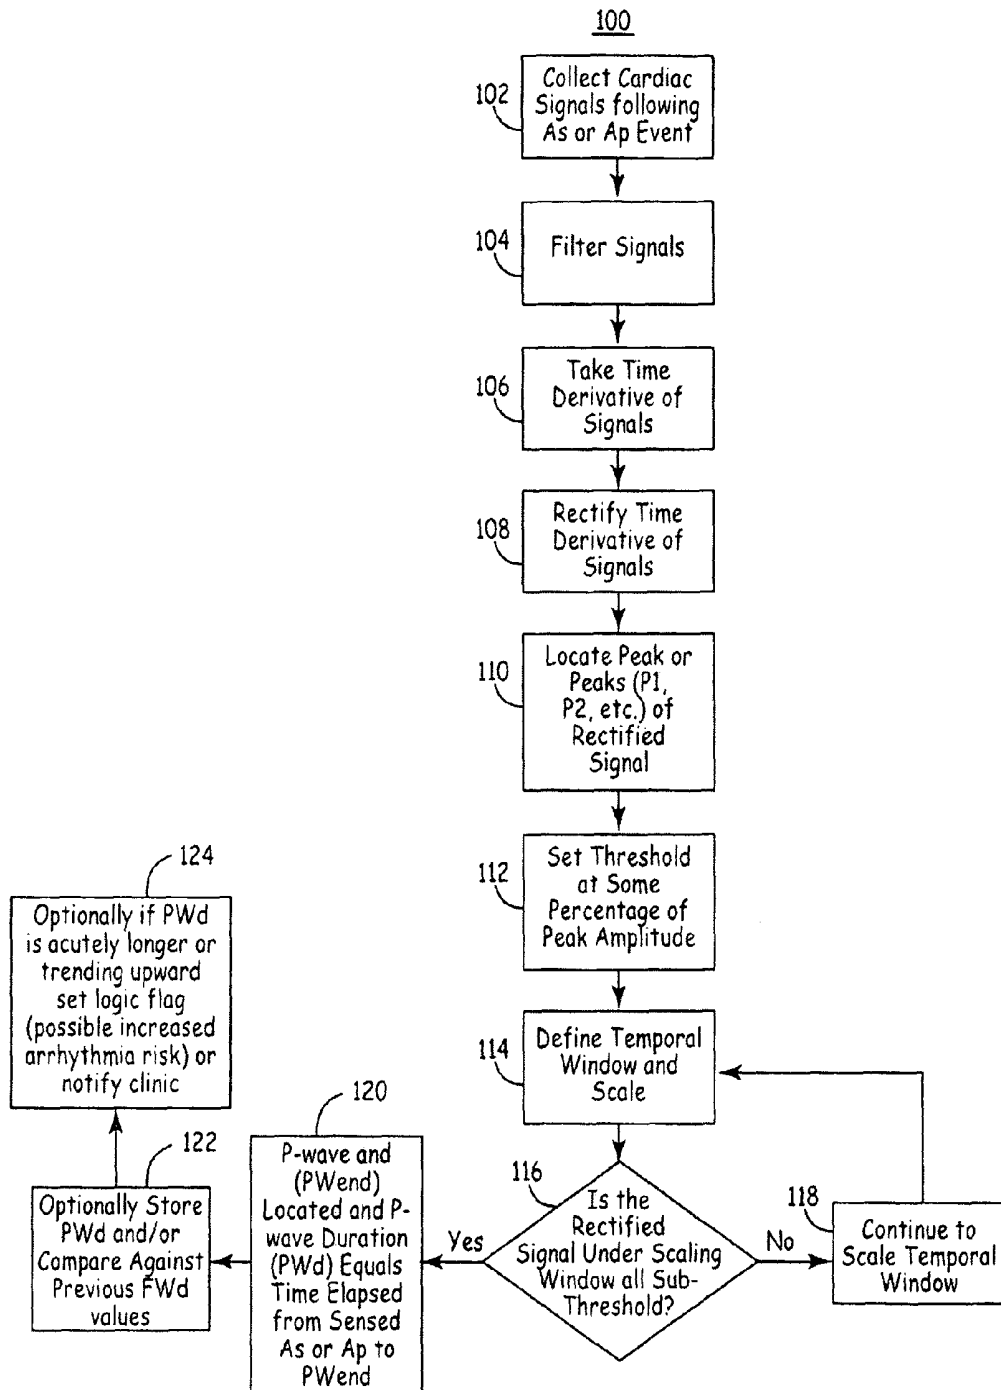 100
102
Collect Cardiac
Signals following
As or Ap Event
104
Filter Signals
106
Take Time
Derivative of
Signals
108
Rectify Time
Derivative of
Signals
110
Locate Peak or
Peaks (P1,
P2, etc.) of
Rectified
Signal
112
Set Threshold
at Some
Percentage of
Peak Amplitude
114
Define Temporal
Window and
Scale
116
Is the
Rectified
Signal Under Scaling
Window all Sub-
Threshold?
No
118
Continue to
Scale Temporal
Window
Yes
120
P-wave and
(PWend)
Located and P-
wave Duration
(PWd) Equals
Time Elapsed
from Sensed
As or Ap to
PWend
122
Optionally Store
PWd and/or
Compare Against
Previous FWd
values
124
Optionally if PWd
is acutely longer or
trending upward
set logic flag
(possible increased
arrhythmia risk) or
notify clinic